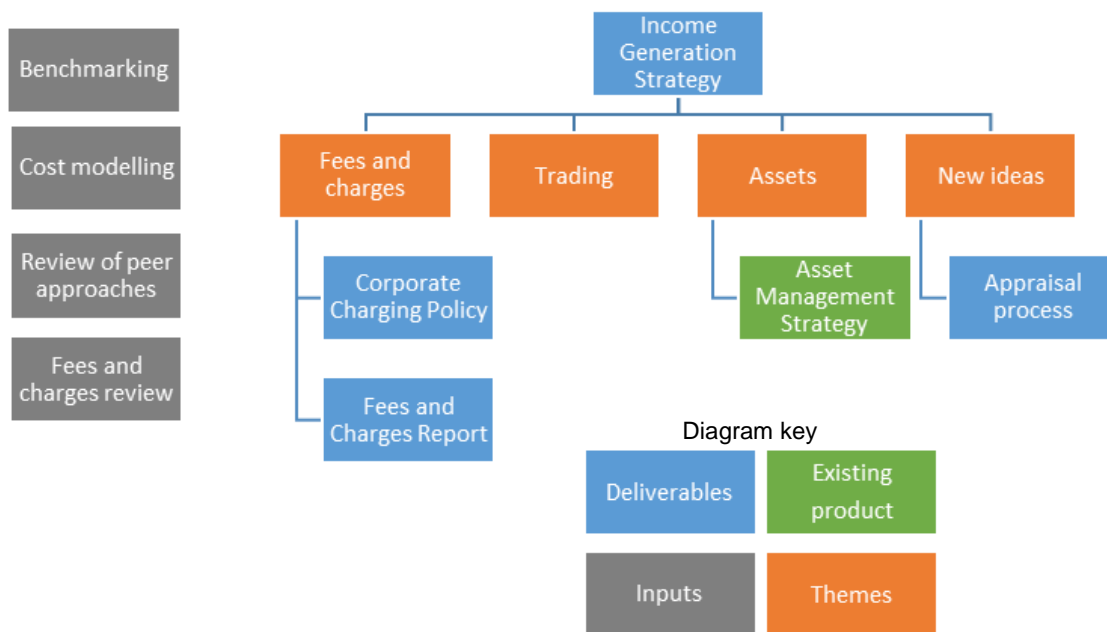 Benchmarking
Cost modelling
Review of peer
approaches
Fees and
charges review
Income
Generation
Strategy
Fees and
charges
Trading
Assets
New ideas
Corporate
Charging Policy
Fees and
Charges Report
Asset
Management
Strategy
Appraisal
process
Diagram key
Deliverables
Existing
product
Inputs
Themes